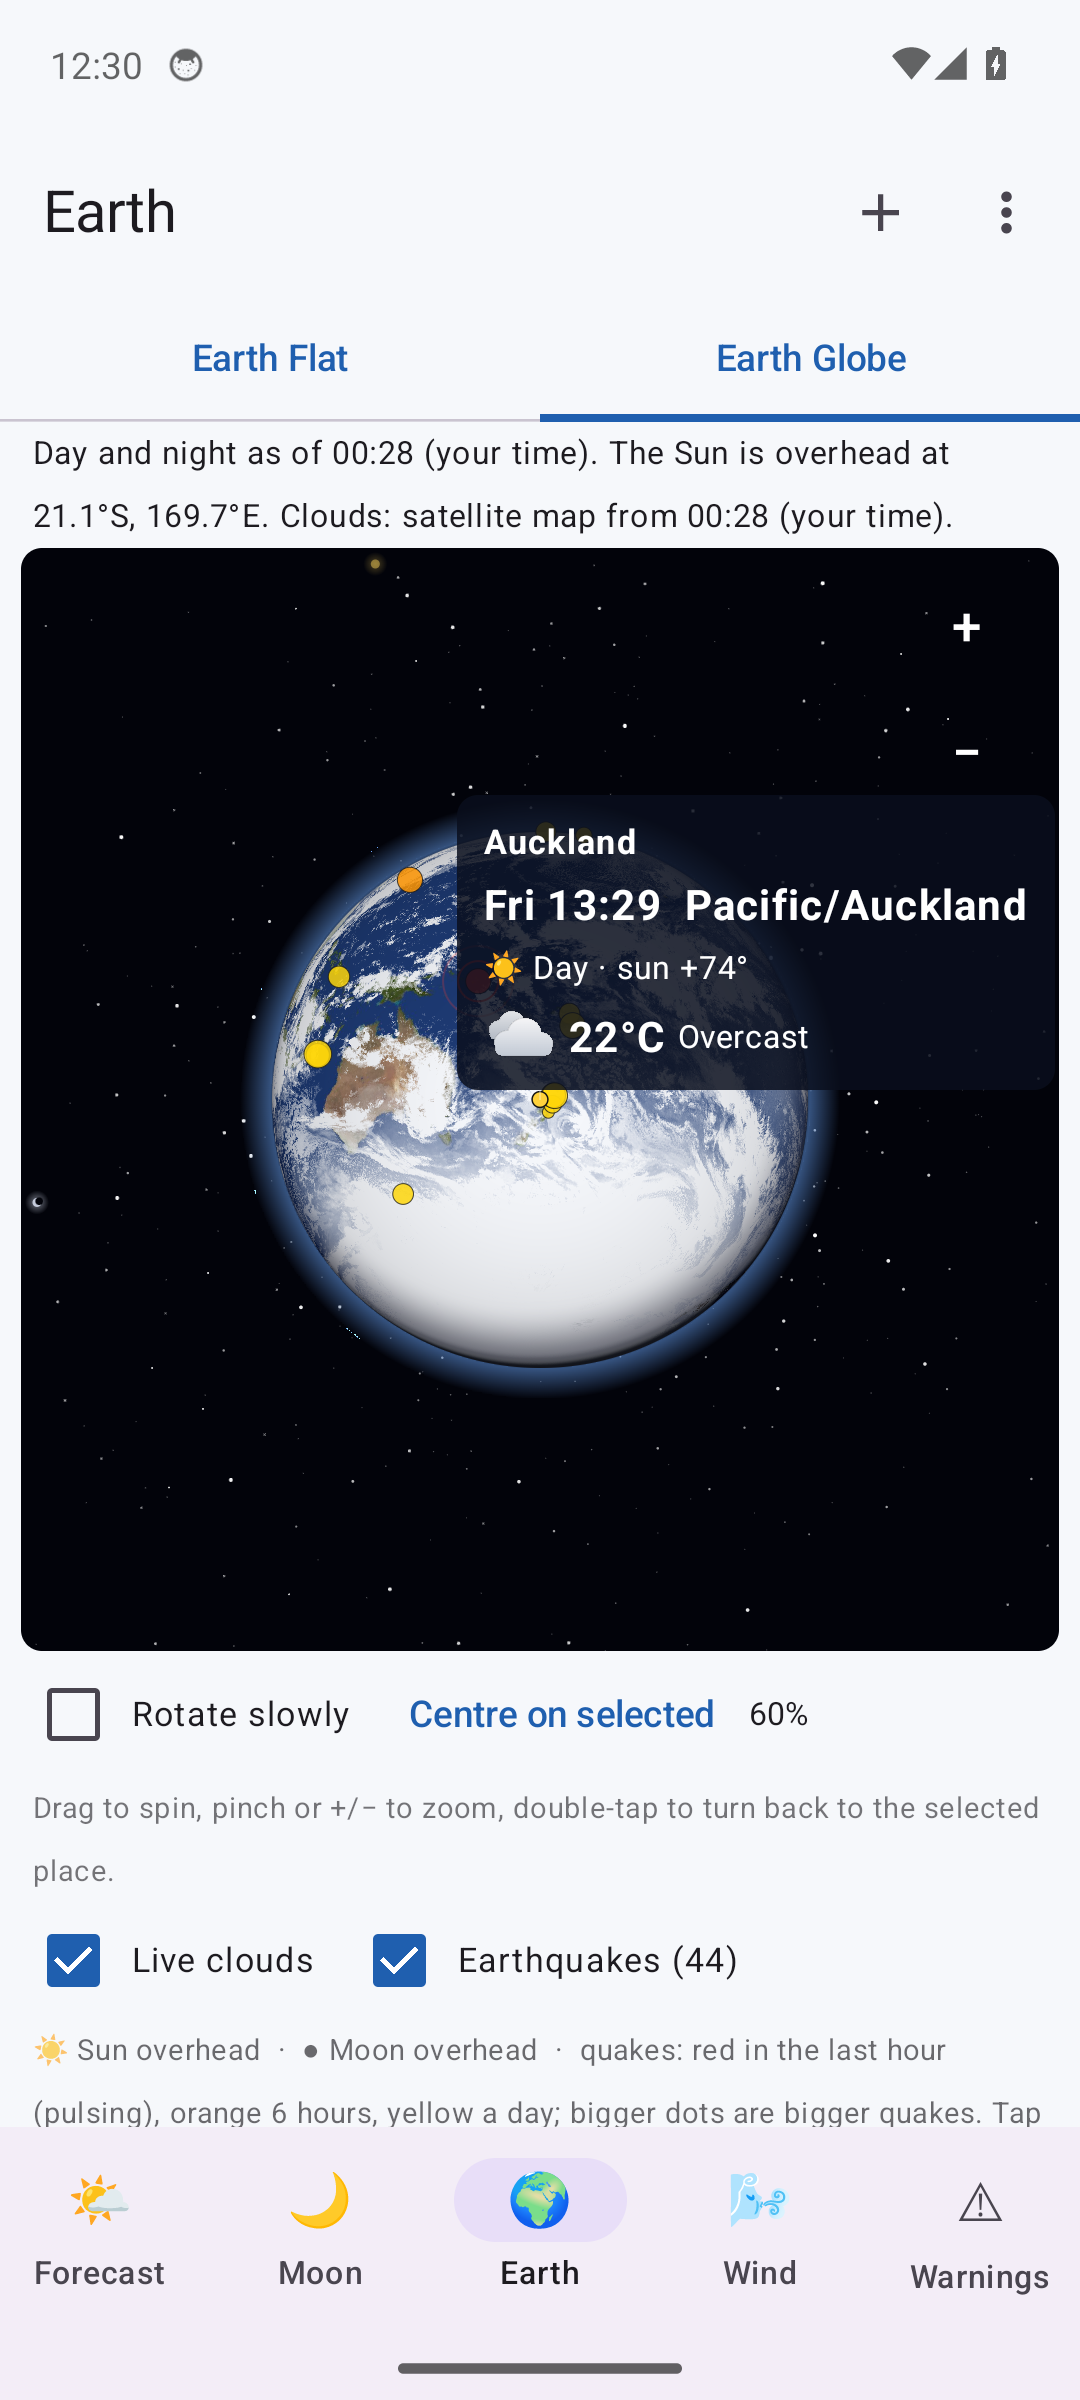 12:30
Earth
Earth Flat
Earth Globe
Day and night as of 00:28 (your time). The Sun is overhead at
21.1°S, 169.7°E. Clouds: satellite map from 00:28 (your time).
+
−
Auckland
Fri 13:29 Pacific/Auckland
Day · sun +74°
22°C Overcast
Rotate slowly
Centre on selected
60%
Drag to spin, pinch or +/− to zoom, double-tap to turn back to the selected
place.
Live clouds
Earthquakes (44)
☀️ Sun overhead · ● Moon overhead · quakes: red in the last hour
(pulsing), orange 6 hours, yellow a day; bigger dots are bigger quakes. Tap
Forecast
Moon
Earth
Wind
Warnings